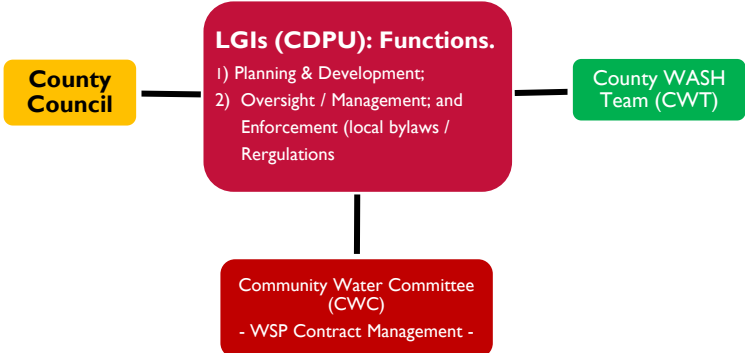 LGIs (CDPU): Functions.
1) Planning & Development;
2) Oversight / Management; and
Enforcement (local bylaws /
Rergulations
County
Council
County WASH
Team (CWT)
Community Water Committee
(CWC)
- WSP Contract Management -